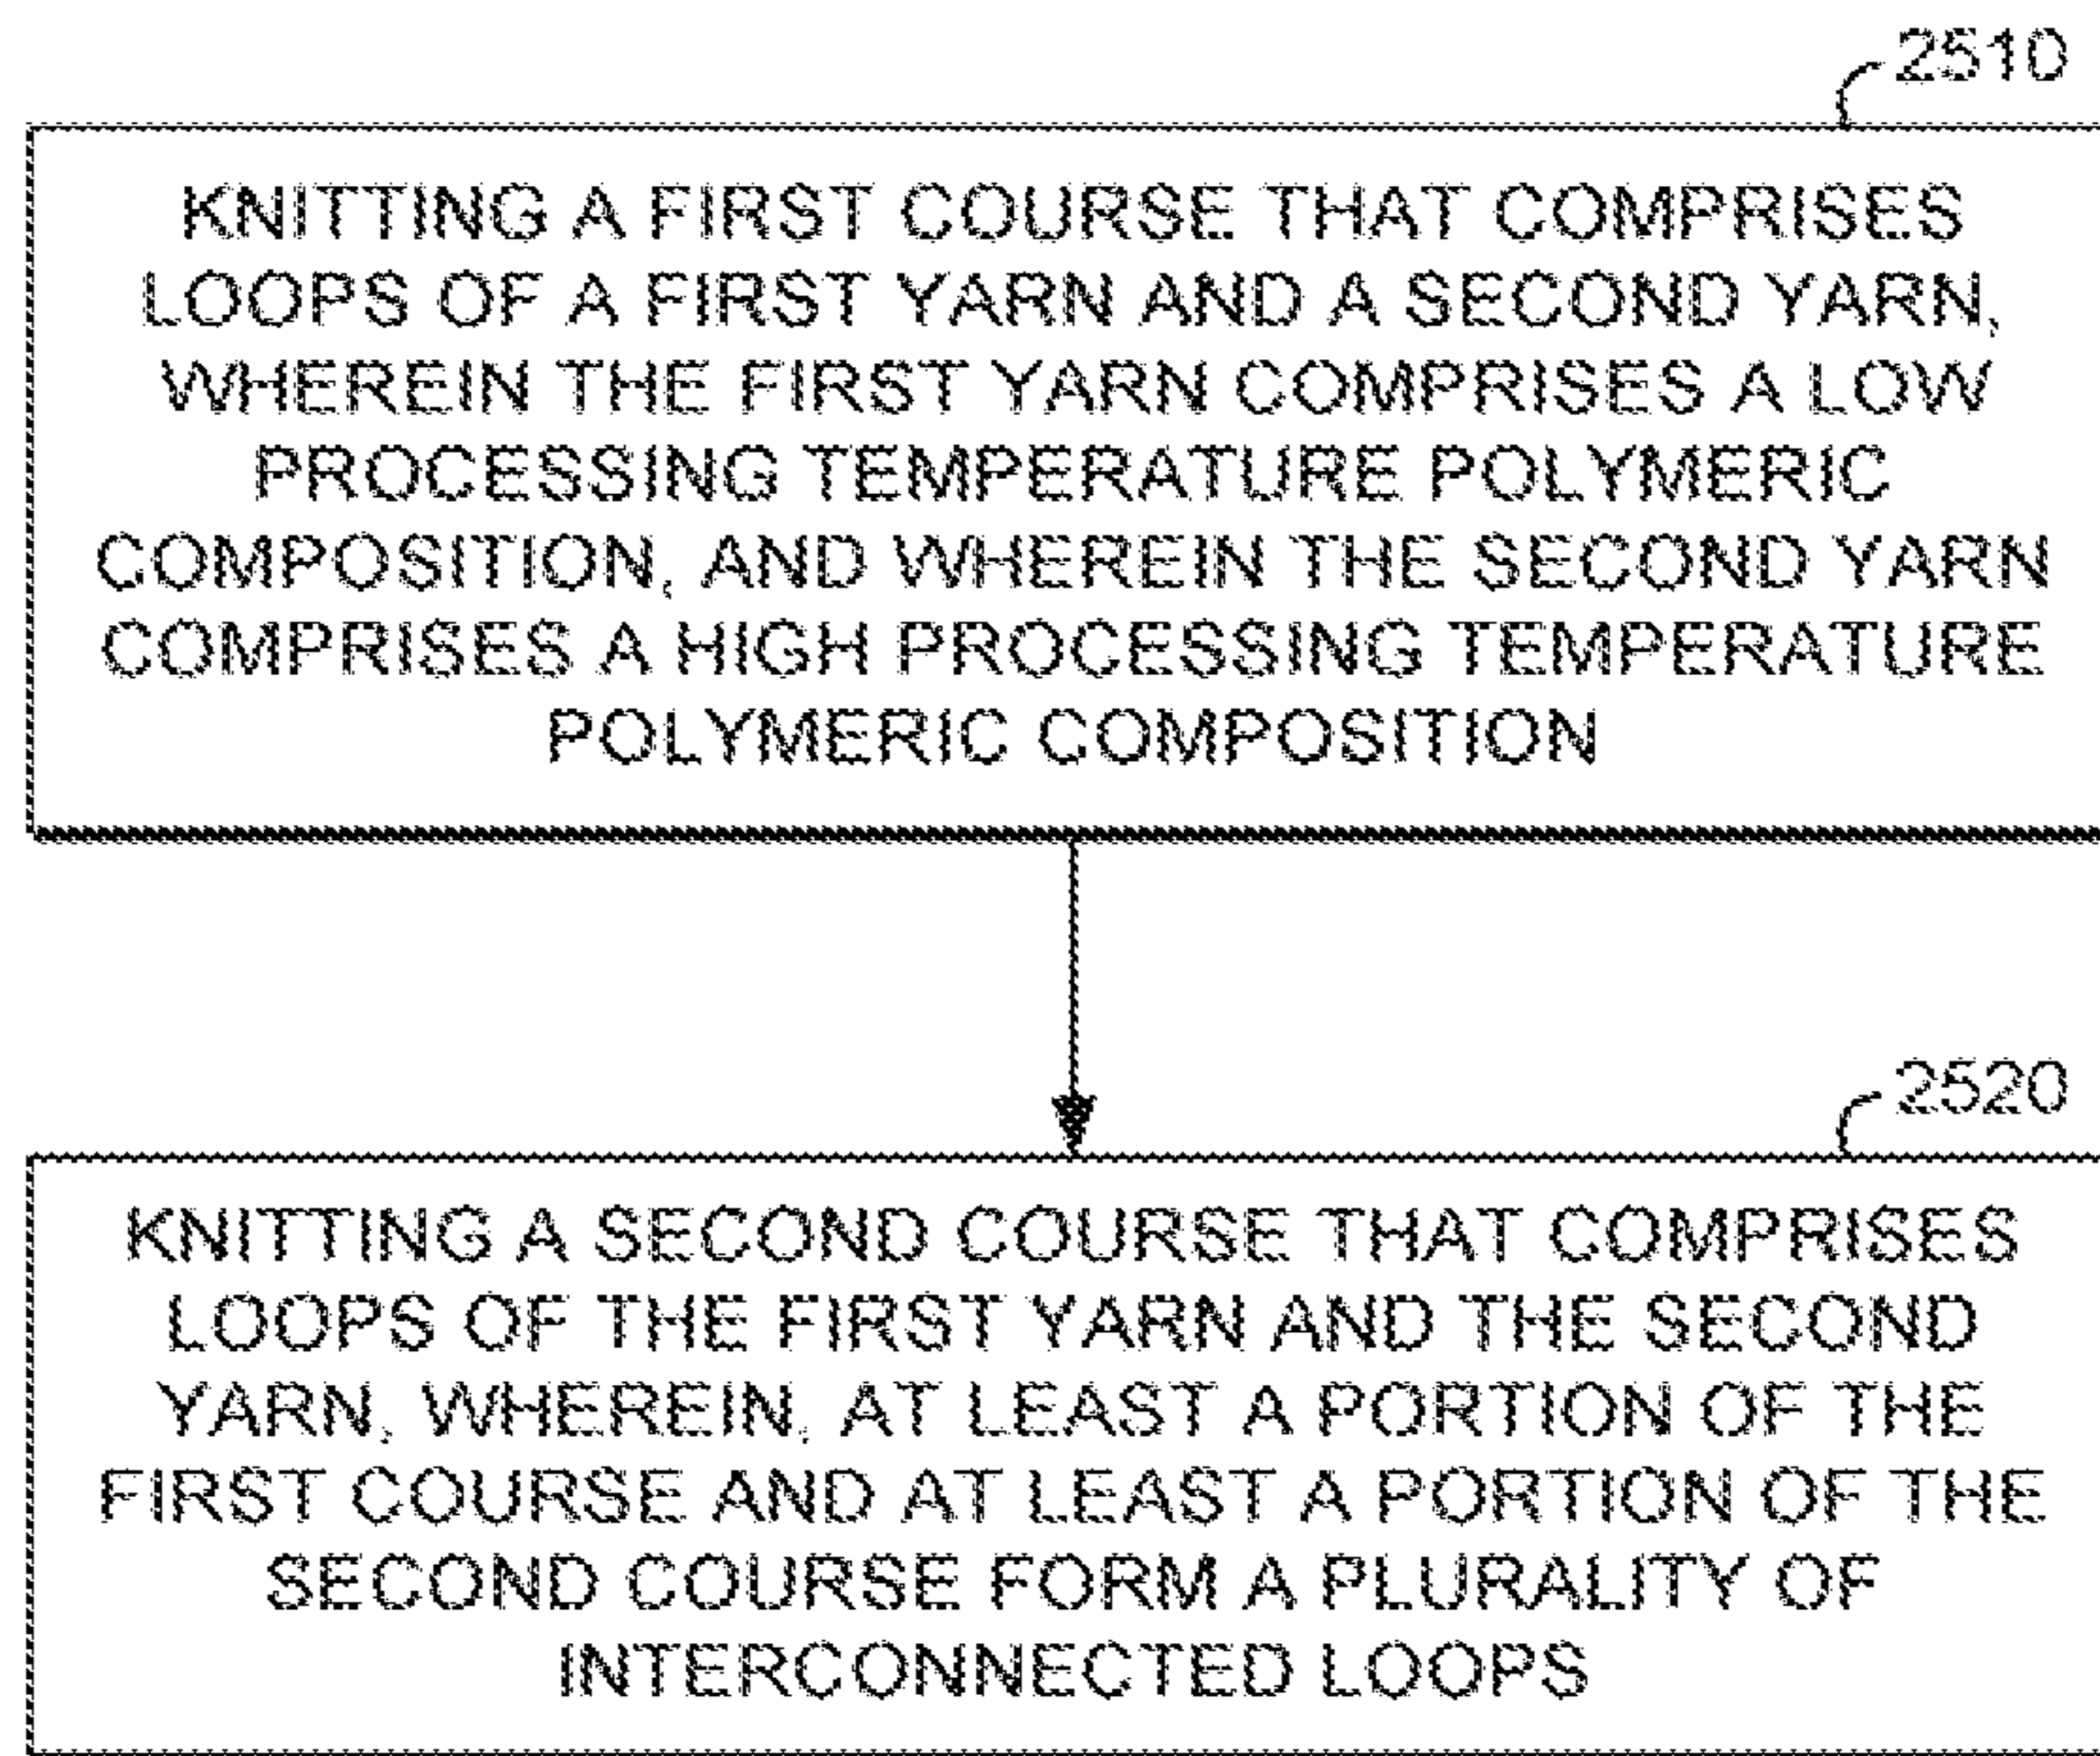 2510
KNITTING A FIRST COURSE THAT COMPRISES
LOOPS OF A FIRST YARN AND A SECOND YARN,
WHEREIN THE FIRST YARN COMPRISES A LOW
PROCESSING TEMPERATURE POLYMERIC
COMPOSITION, AND WHEREIN THE SECOND YARN
COMPRISES A HIGH PROCESSING TEMPERATURE
POLYMERIC COMPOSITION
2520
KNITTING A SECOND COURSE THAT COMPRISES
LOOPS OF THE FIRST YARN AND THE SECOND
YARN, WHEREIN, AT LEAST A PORTION OF THE
FIRST COURSE AND AT LEAST A PORTION OF THE
SECOND COURSE FORM A PLURALITY OF
INTERCONNECTED LOOPS